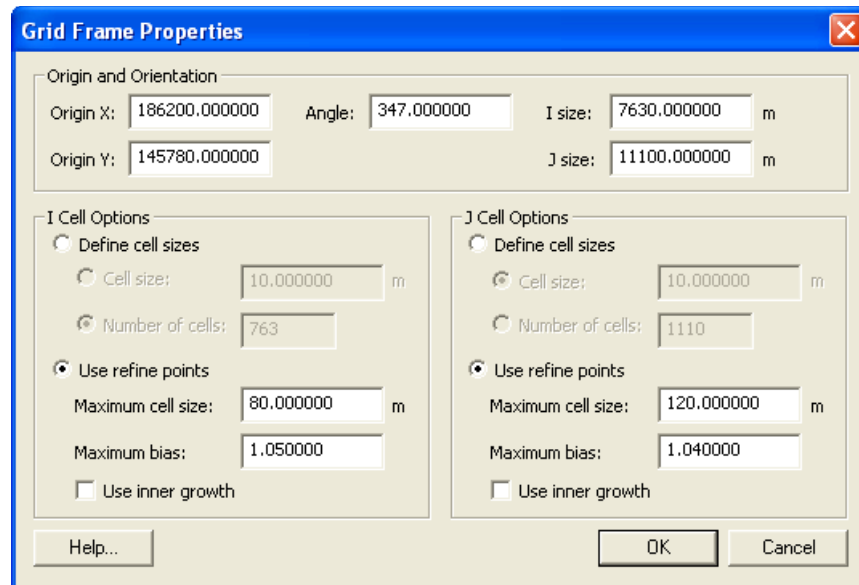 Grid Frame Properties
Origin and Orientation
Origin X: 186200.000000 Angle: 347.000000 I size: 7630.000000 m
Origin Y: 145780.000000 J size: 11100.000000 m
I Cell Options
Define cell sizes
Cell size: 10.000000 m
Number of cells: 763
Use refine points
Maximum cell size: 80.000000 m
Maximum bias: 1.050000
Use inner growth
J Cell Options
Define cell sizes
Cell size: 10.000000 m
Number of cells: 1110
Use refine points
Maximum cell size: 120.000000 m
Maximum bias: 1.040000
Use inner growth
Help... OK Cancel